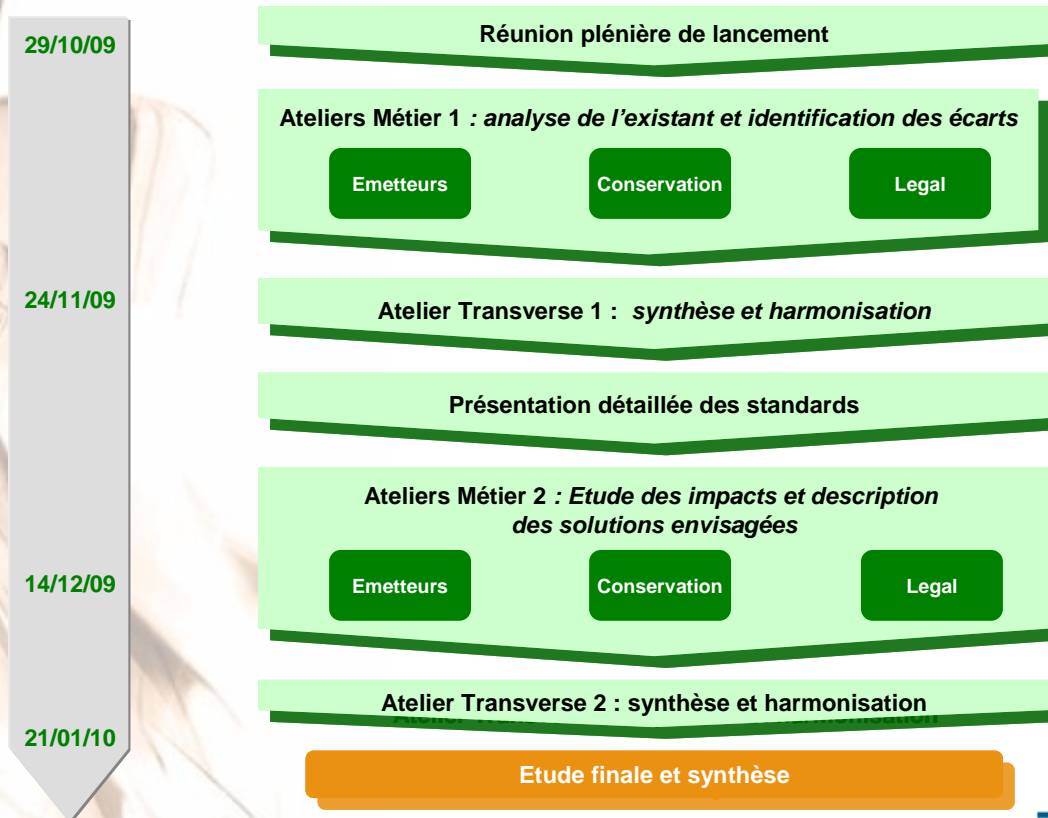 29/10/09
Réunion plénière de lancement
Ateliers Métier 1 : analyse de l’existant et identification des écarts
Emetteurs
Conservation
Legal
24/11/09
Atelier Transverse 1 : synthèse et harmonisation
Présentation détaillée des standards
Ateliers Métier 2 : Etude des impacts et description
des solutions envisagées
14/12/09
Emetteurs
Conservation
Legal
Atelier Transverse 2 : synthèse et harmonisation
21/01/10
Etude finale et synthèse